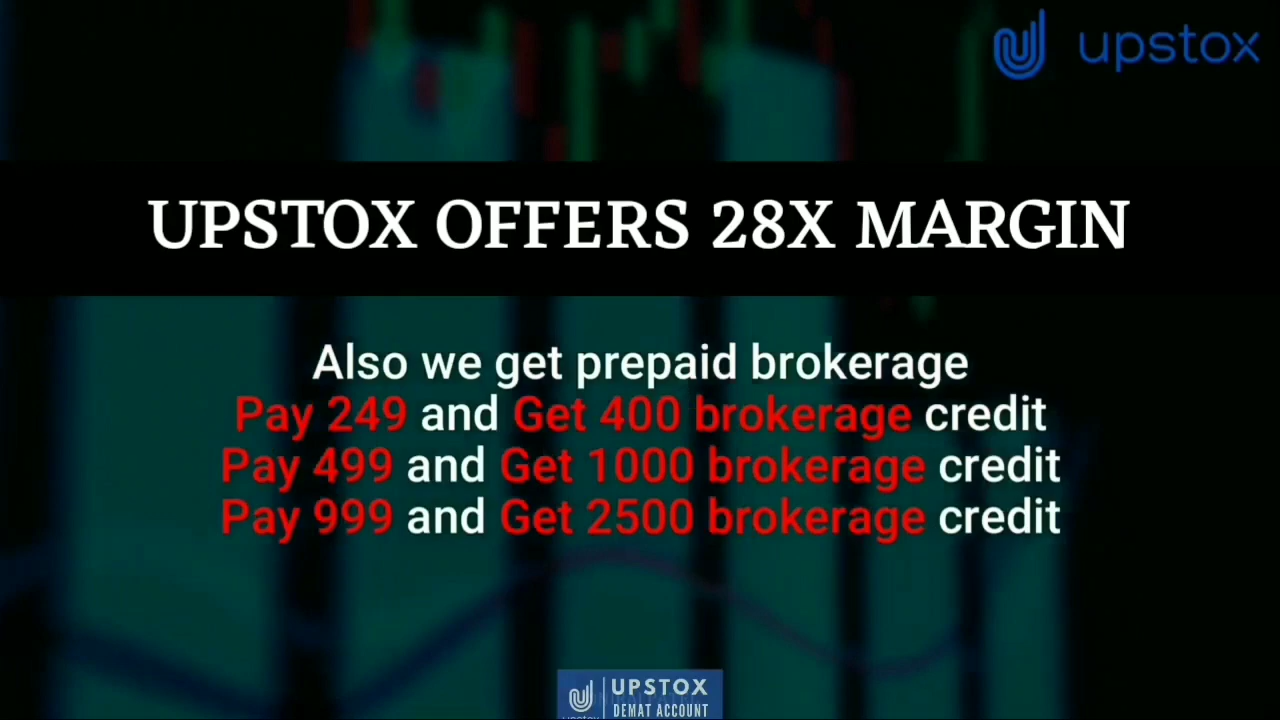 upstox
UPSTOX OFFERS 28X MARGIN
Also we get prepaid brokerage
Pay 249 and Get 400 brokerage credit
Pay 499 and Get 1000 brokerage credit
Pay 999 and Get 2500 brokerage credit
UPSTOX
DEMAT ACCOUNT
upstox